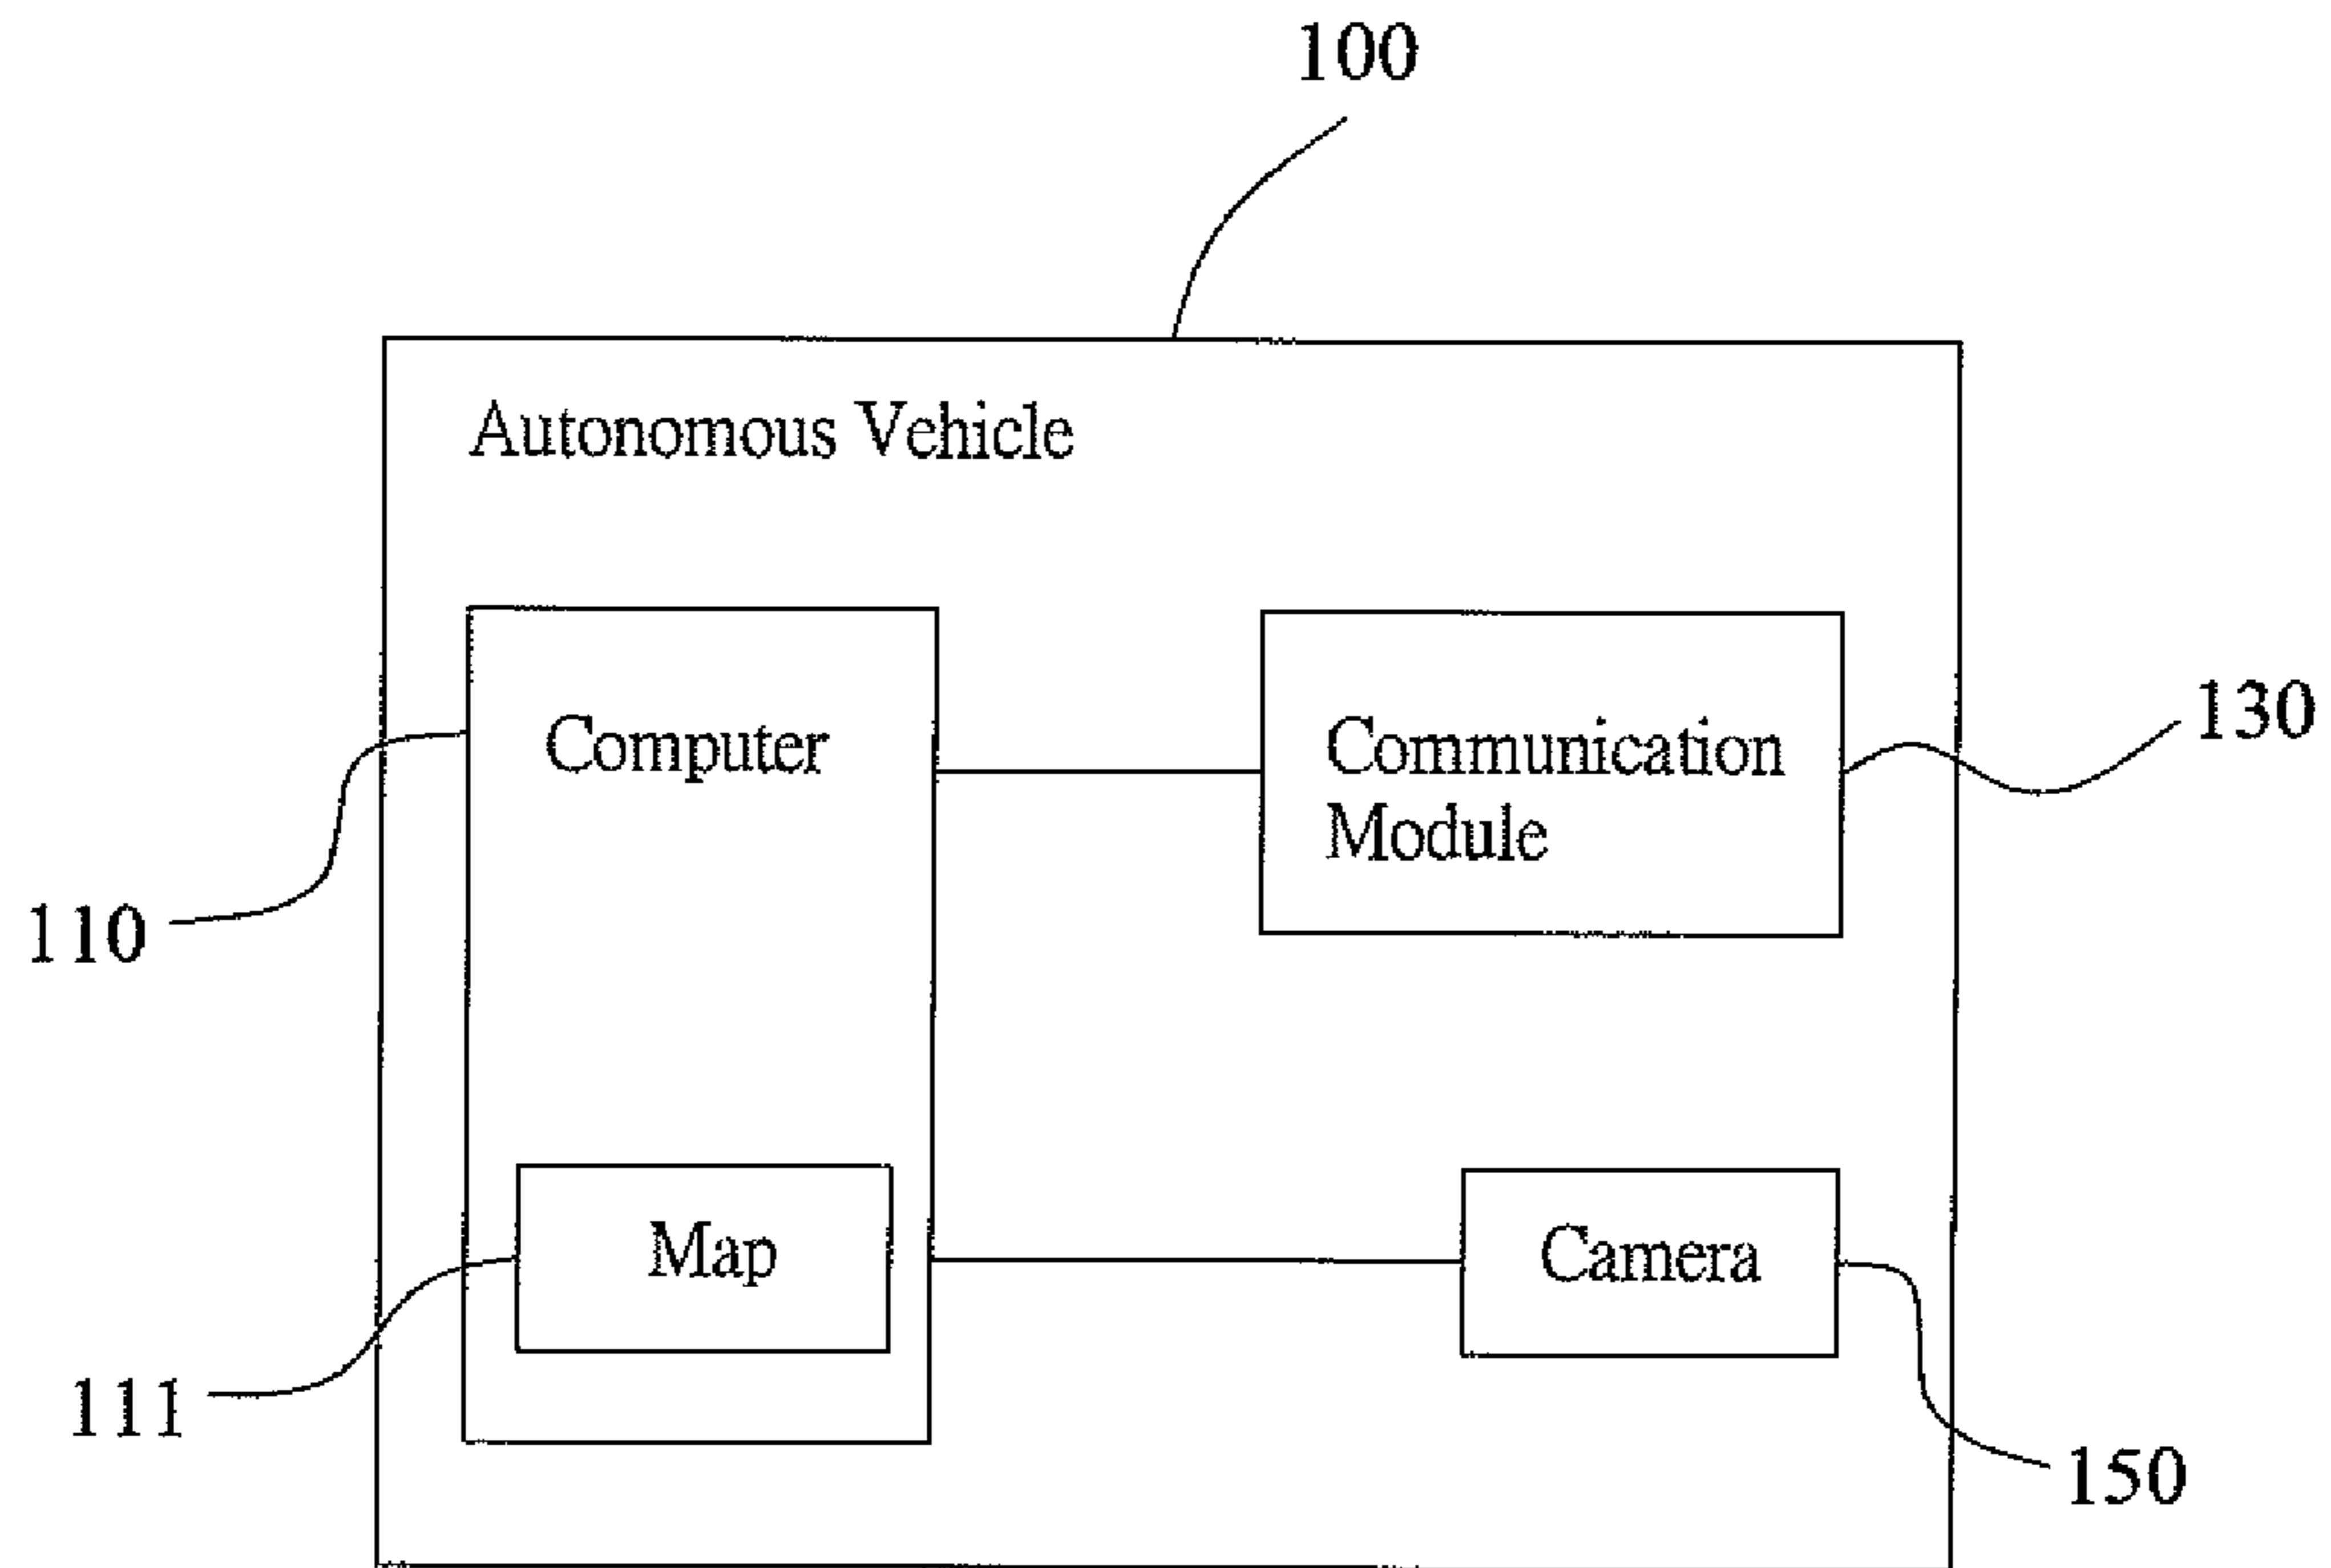 100
Autonomous Vehicle
Computer
Communication
Module
130
110
Map
Camera
111
150